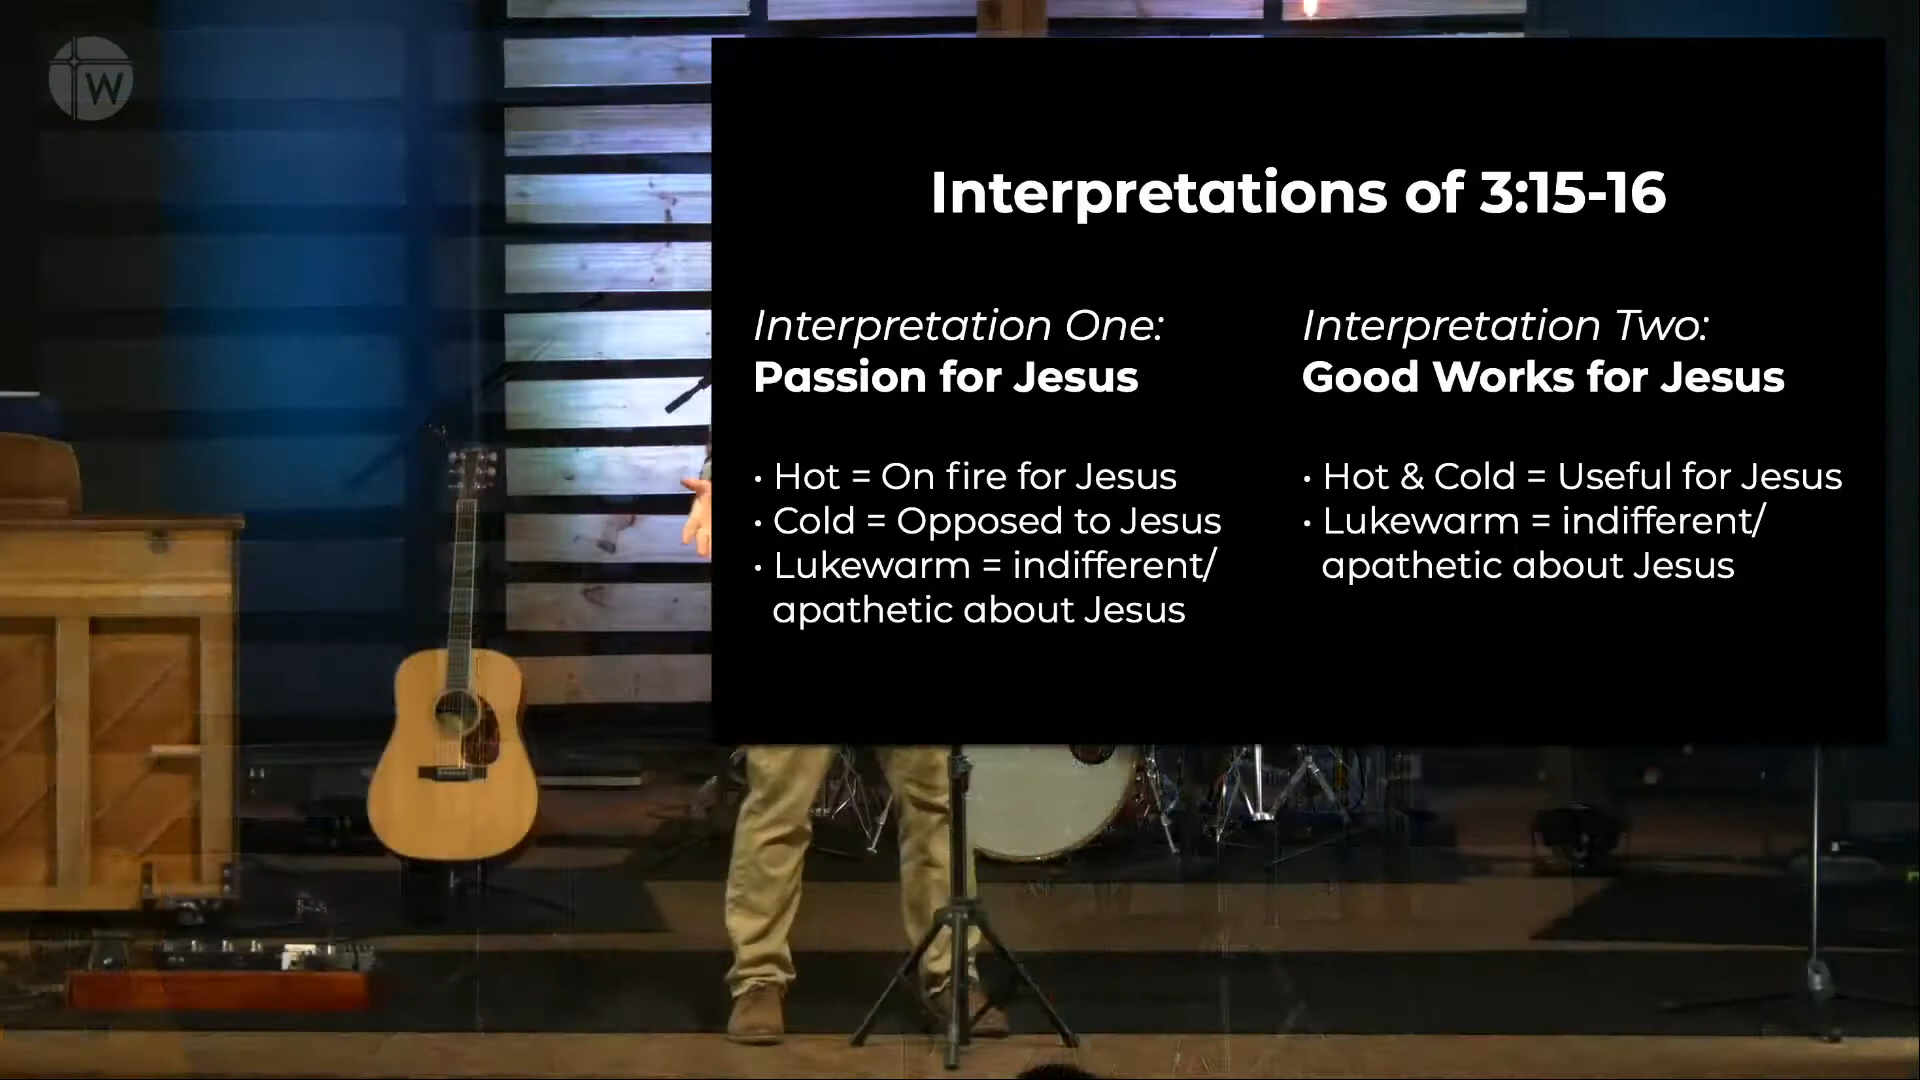 W
Interpretations of 3:15-16
Interpretation One:
Passion for Jesus
• Hot = On fire for Jesus
• Cold = Opposed to Jesus
• Lukewarm = indifferent/
apathetic about Jesus
Interpretation Two:
Good Works for Jesus
• Hot & Cold = Useful for Jesus
• Lukewarm = indifferent/
apathetic about Jesus